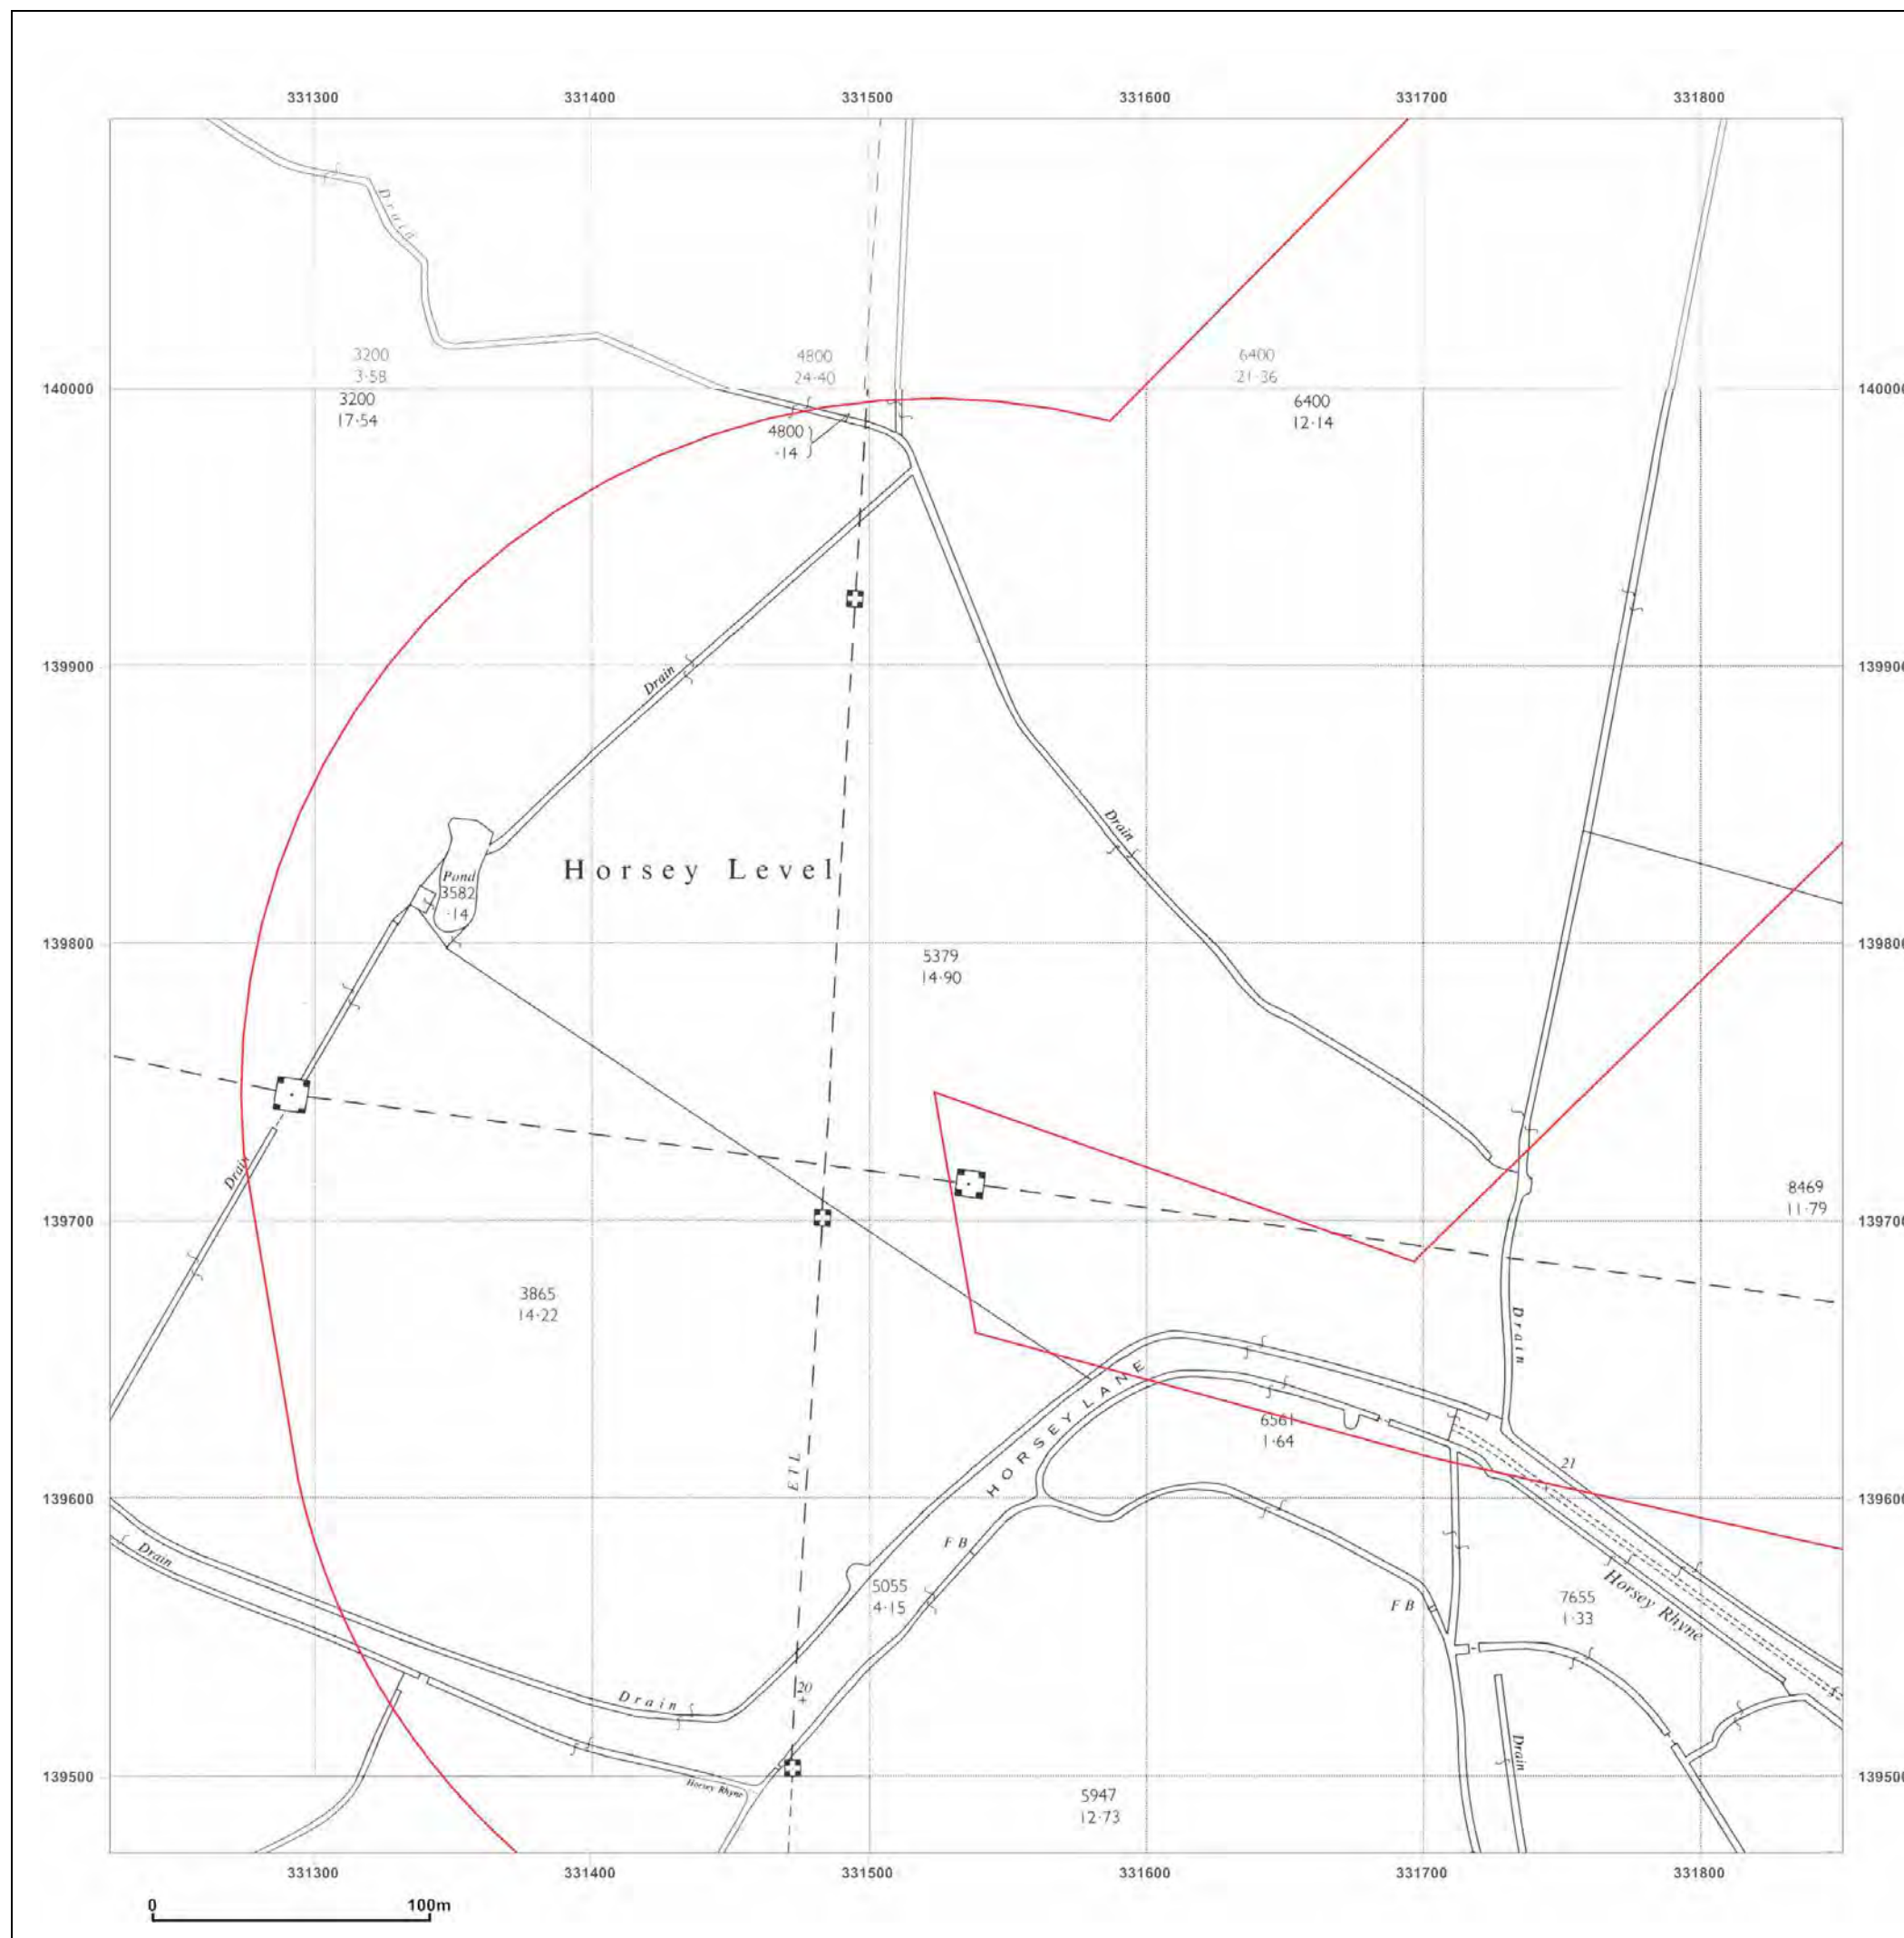 331300 331400 331500 331600 331700 331800
Drain
3200
3·58
4800
24·40
6400
21·36
140000
140000
3200
17·54
4800
·14
6400
12·14
139900
Drain
Drain
Horsey Level
Pond
3582
·14
139800
5379
14·90
Drain
8469
11·79
139700
3865
14·22
Drain
HORSEY LANE
6561
1·64
ETL
21
139600
Drain
F B
5055
4·15
F B
7655
1·33
Horsey Rhyne
Drain
20
+
Drain
139500
Horsey Rhyne
5947
12·73
331300 331400 331500 331600 331700 331800
0 100m